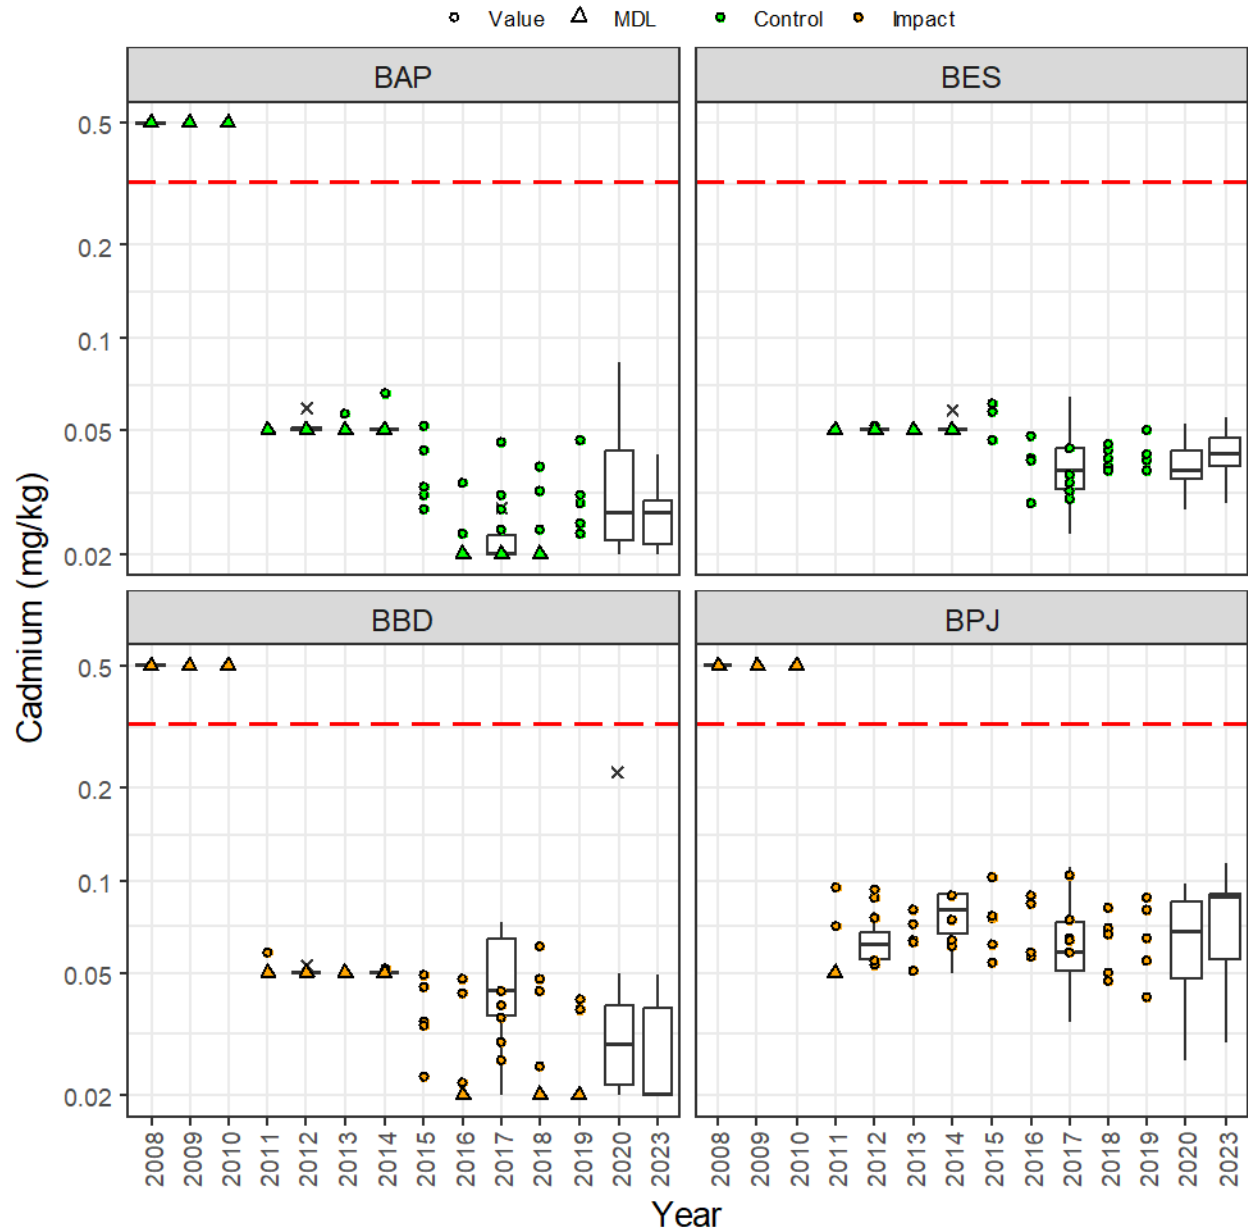 Value MDL Control Impact
BAP BES
0.5
0.2
0.1
0.05
0.02
BBD BPJ
0.5
0.2
0.1
0.05
0.02
Cadmium (mg/kg)
2008 2009 2010 2011 2012 2013 2014 2015 2016 2017 2018 2019 2020 2023 2008 2009 2010 2011 2012 2013 2014 2015 2016 2017 2018 2019 2020 2023
Year